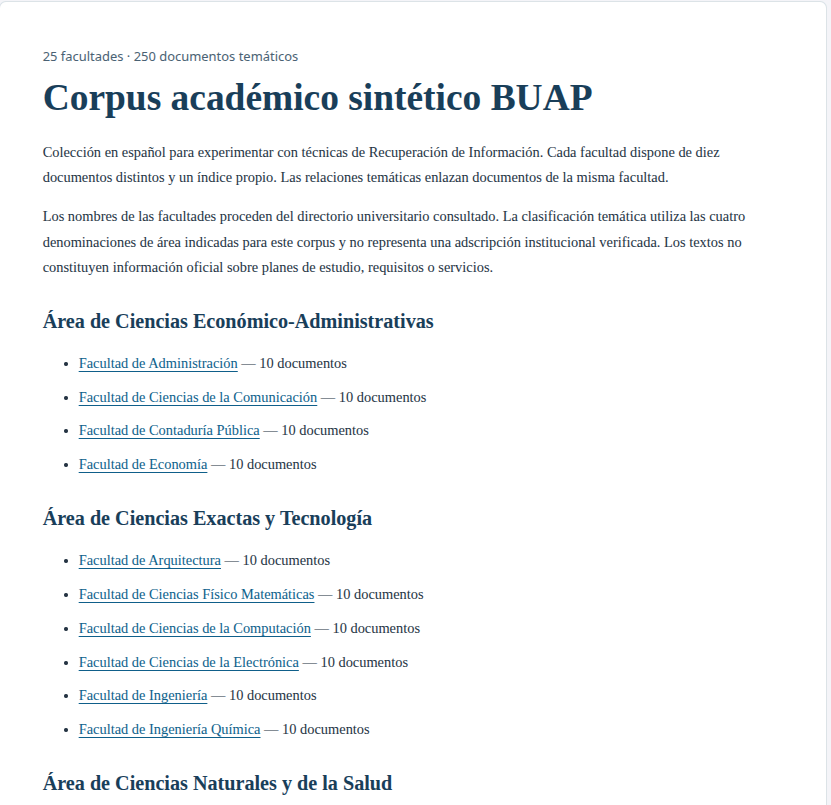 25 facultades · 250 documentos temáticos
Corpus académico sintético BUAP
Colección en español para experimentar con técnicas de Recuperación de Información. Cada facultad dispone de diez
documentos distintos y un índice propio. Las relaciones temáticas enlazan documentos de la misma facultad.
Los nombres de las facultades proceden del directorio universitario consultado. La clasificación temática utiliza las cuatro
denominaciones de área indicadas para este corpus y no representa una adscripción institucional verificada. Los textos no
constituyen información oficial sobre planes de estudio, requisitos o servicios.
Área de Ciencias Económico-Administrativas
• Facultad de Administración — 10 documentos
• Facultad de Ciencias de la Comunicación — 10 documentos
• Facultad de Contaduría Pública — 10 documentos
• Facultad de Economía — 10 documentos
Área de Ciencias Exactas y Tecnología
• Facultad de Arquitectura — 10 documentos
• Facultad de Ciencias Físico Matemáticas — 10 documentos
• Facultad de Ciencias de la Computación — 10 documentos
• Facultad de Ciencias de la Electrónica — 10 documentos
• Facultad de Ingeniería — 10 documentos
• Facultad de Ingeniería Química — 10 documentos
Área de Ciencias Naturales y de la Salud